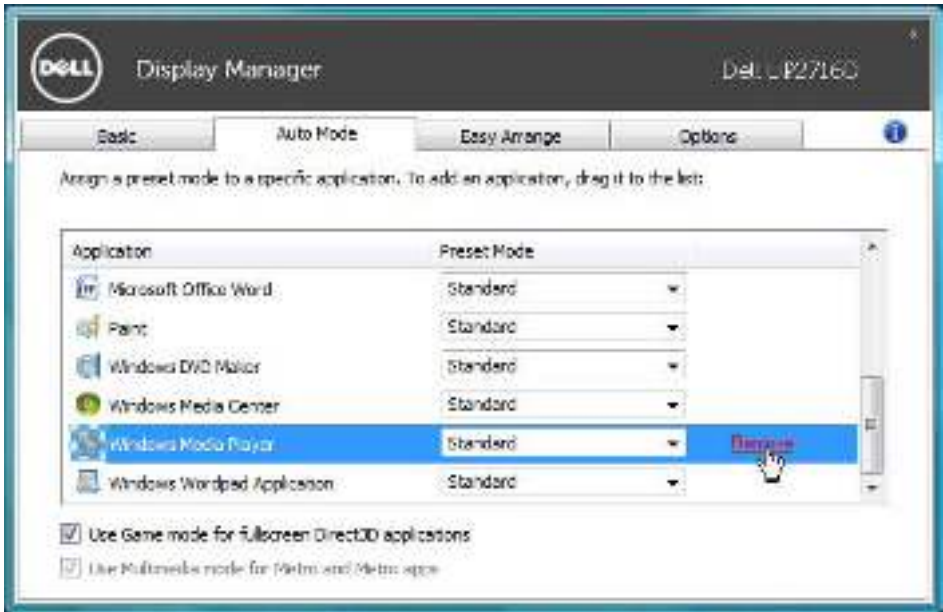 DELL
Display Manager
Dell UP2716D
Basic Auto Mode Easy Arrange Options
Assign a preset mode to a specific application. To add an application, drag it to the list:
Application Preset Mode
Microsoft Office Word Standard
Paint Standard
Windows DVD Maker Standard
Windows Media Center Standard
Windows Media Player Standard Remove
Windows Wordpad Application Standard
Use Game mode for fullscreen Direct3D applications
Use Multimedia mode for Metro and Metro apps